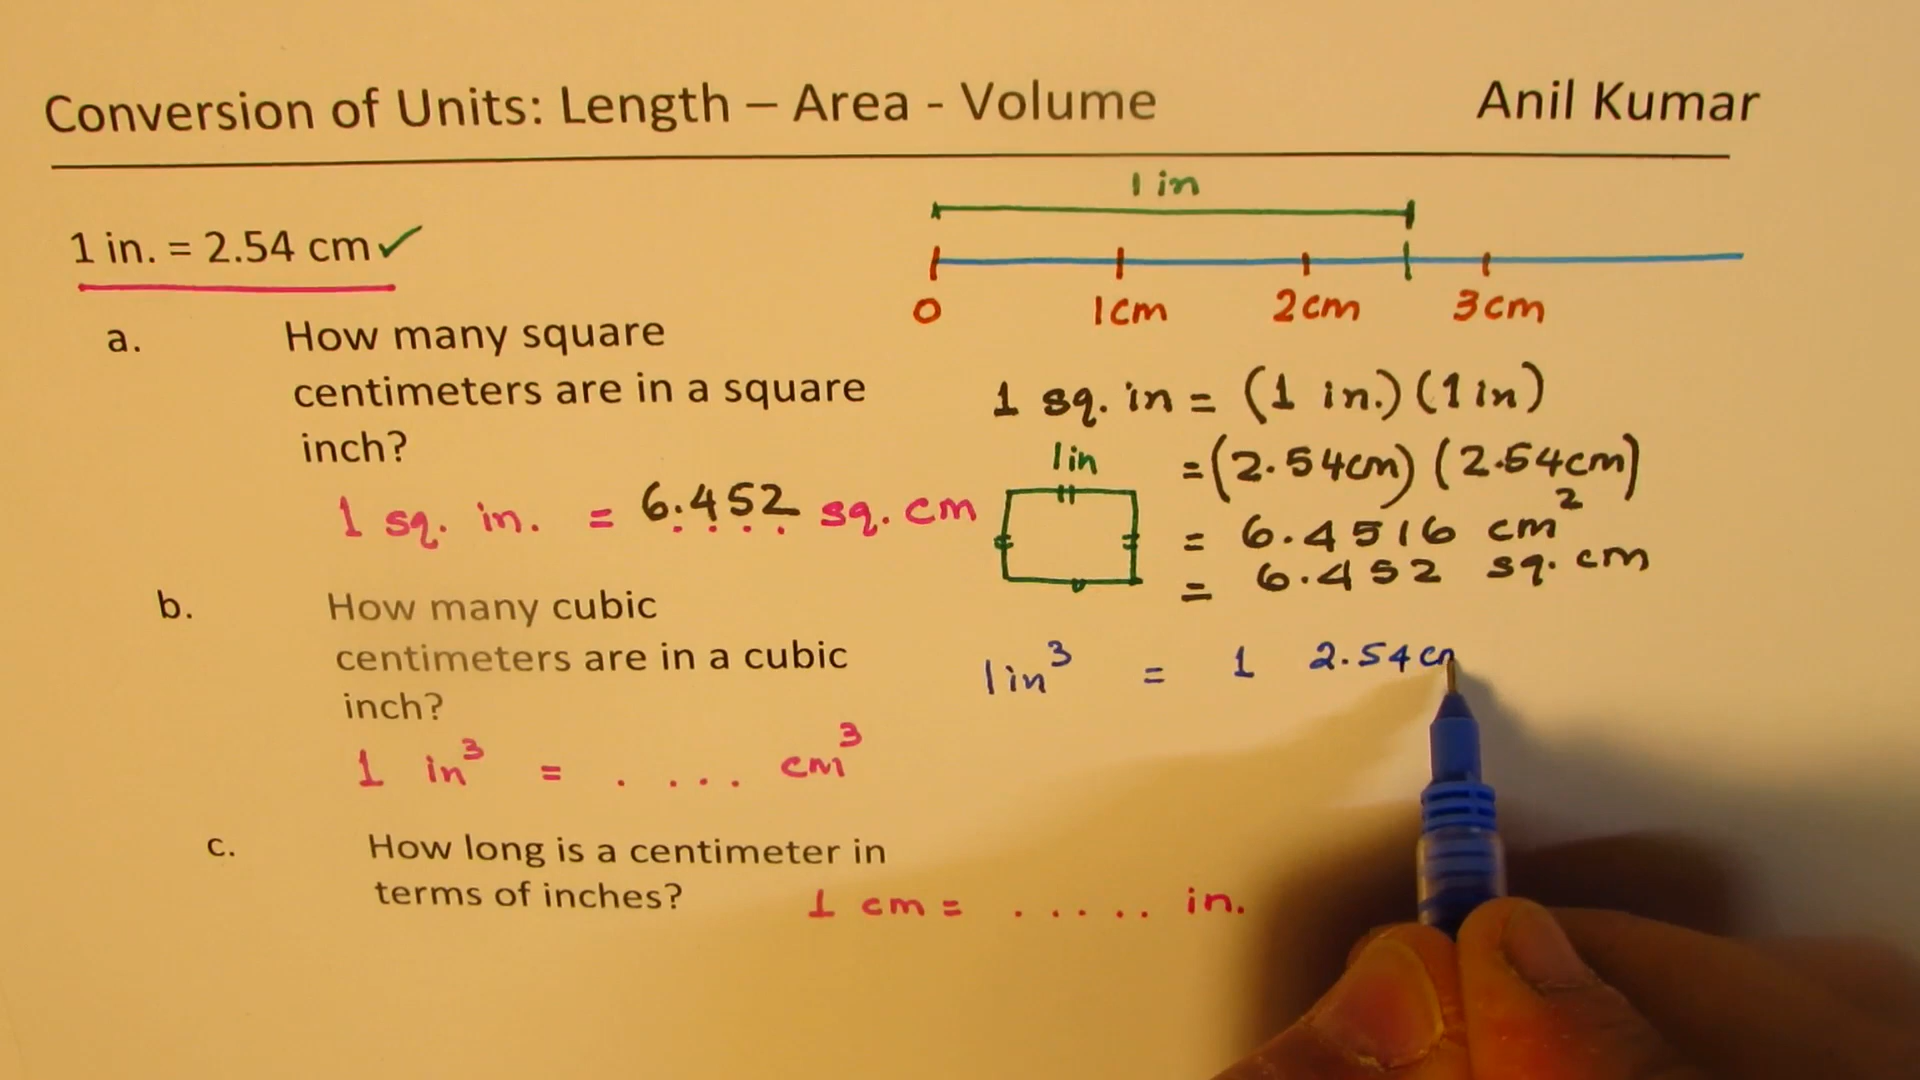 Conversion of Units: Length – Area - Volume
Anil Kumar
1 in
1 in. = 2.54 cm✓
0 1cm 2cm 3cm
a. How many square
centimeters are in a square
inch?
1 sq. in. = 6.452 sq. cm
1 sq. in = (1 in.) (1 in)
1in
= (2.54cm) (2.54cm)
= 6.4516 cm²
= 6.452 sq. cm
b. How many cubic
centimeters are in a cubic
inch?
1 in³ = . . . . cm³
1in³ = 1 2.54
c. How long is a centimeter in
terms of inches?
1 cm = . . . . . in.